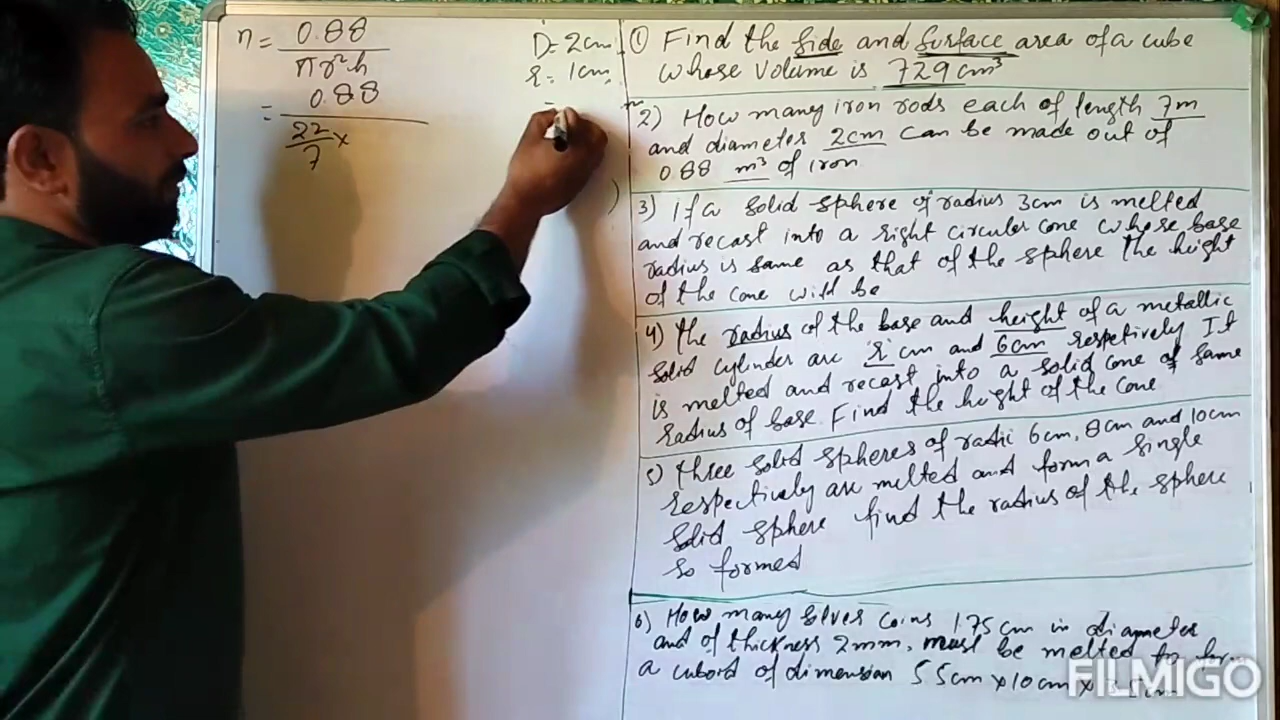 n = 0.88
πr²h
= 0.88
22/7 ×
D = 2cm
r = 1cm
=
① Find the side and surface area of a cube
whose volume is 729cm³
2) How many iron rods each of length 7m
and diameter 2cm can be made out of
0.88 m³ of iron
3) If a solid sphere of radius 3cm is melted
and recast into a right circular cone whose base
radius is same as that of the sphere the height
of the cone will be
4) the radius of the base and height of a metallic
solid cylinder are r cm and 6cm respetively It
is melted and recast into a solid cone of same
radius of base Find the height of the cone
5) three solid spheres of radii 6cm, 8cm and 10cm
respectively are melted and form a single
solid sphere find the radius of the sphere
so formed
6) How many silver coins 1.75cm in diameter
and of thickness 2mm, must be melted to
a cuboid of dimension 5.5cm × 10cm ×
FILMIGO